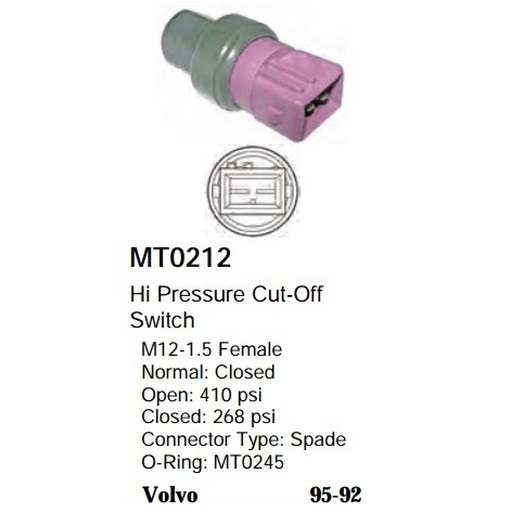 MT0212
Hi Pressure Cut-Off
Switch
M12-1.5 Female
Normal: Closed
Open: 410 psi
Closed: 268 psi
Connector Type: Spade
O-Ring: MT0245
Volvo 95-92